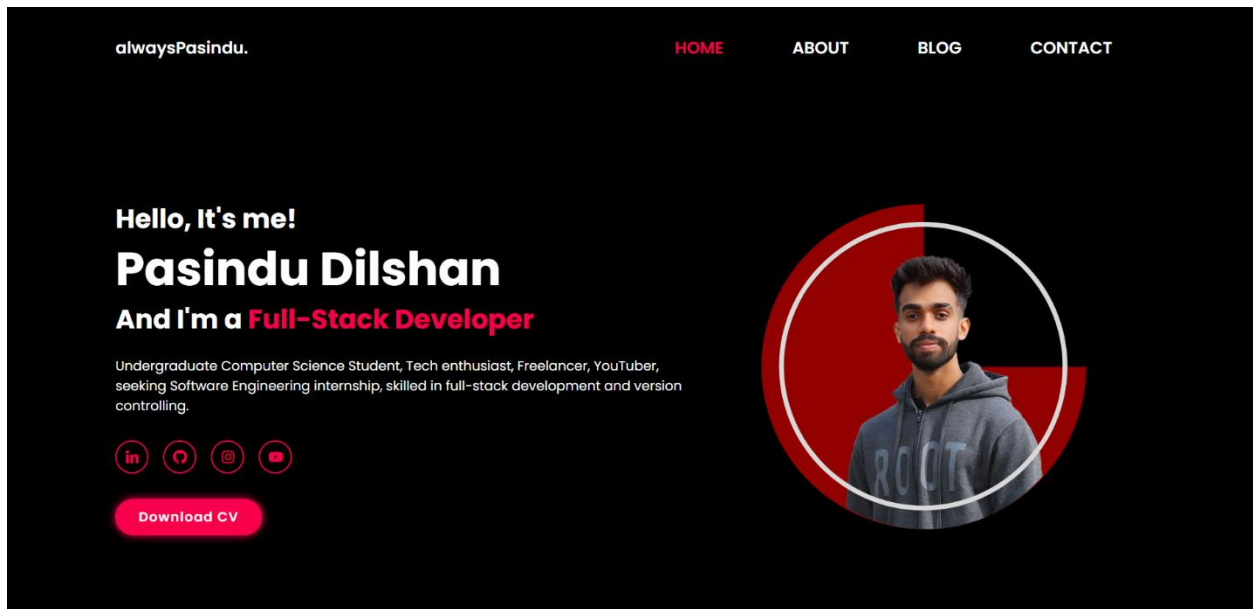 alwaysPasindu.
HOME ABOUT BLOG CONTACT
Hello, It's me!
Pasindu Dilshan
And I'm a Full-Stack Developer
Undergraduate Computer Science Student, Tech enthusiast, Freelancer, YouTuber,
seeking Software Engineering internship, skilled in full-stack development and version
controlling.
in
Download CV
ROOT